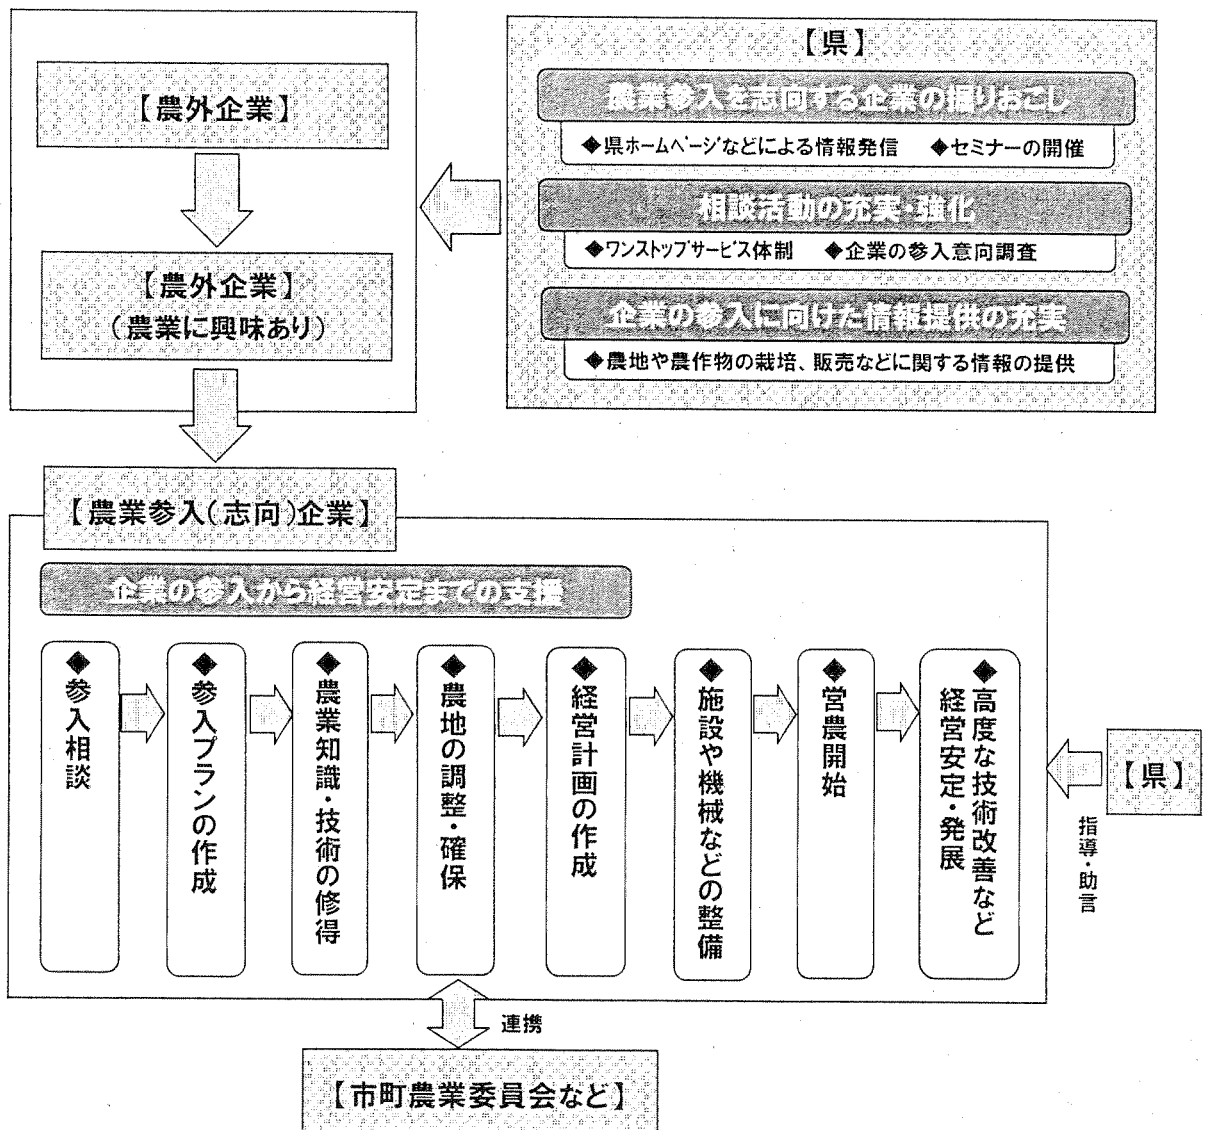 【農外企業】
【農外企業】
(農業に興味あり)
【県】
農業参入を志向する企業の掘りおこし
◆県ホームページなどによる情報発信 ◆セミナーの開催
相談活動の充実・強化
◆ワンストップサービス体制 ◆企業の参入意向調査
企業の参入に向けた情報提供の充実
◆農地や農作物の栽培、販売などに関する情報の提供
【農業参入(志向)企業】
企業の参入から経営安定までの支援
◆参入相談
◆参入プランの作成
◆農業知識・技術の修得
◆農地の調整・確保
◆経営計画の作成
◆施設や機械などの整備
◆営農開始
◆高度な技術改善など
経営安定・発展
【県】
指導・助言
連携
【市町農業委員会など】